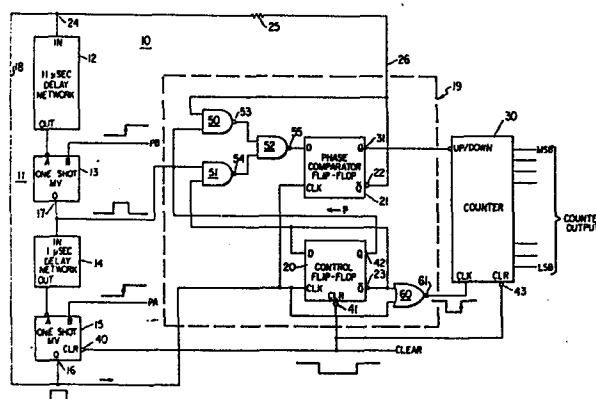 24
25
18
10
IN
12
11 µSEC
DELAY
NETWORK
OUT
26
19
50
53
52
55
51
54
30
PB
11
A B
ONE SHOT
MV
Q
13
17
D Q
PHASE
COMPARATOR
FLIP-FLOP
CLK Q̅
31
22
21
UP/DOWN
COUNTER
CLK CLR
MSB
LSB
COUNTER
OUTPUT
43
P
IN
1 µSEC
DELAY
NETWORK
OUT
14
D Q
CONTROL
FLIP-FLOP
CLK Q̅
CLR
20
42
23
41
60
61
PA
A B
ONE SHOT
MV CLR
Q
15
40
16
CLEAR